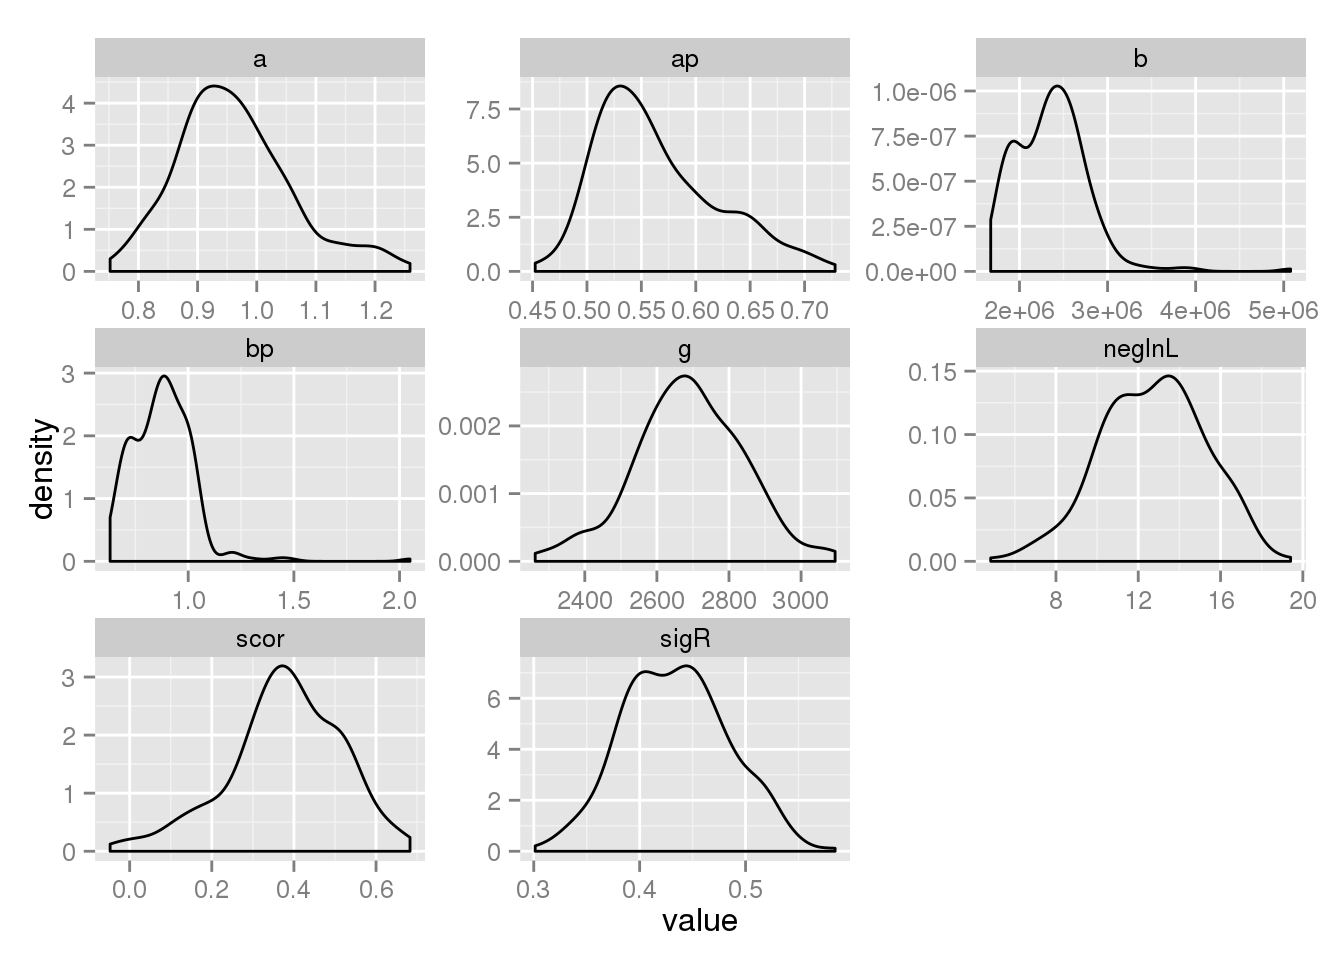 a
4
3
2
1
0
0.8 0.9 1.0 1.1 1.2
ap
7.5
5.0
2.5
0.0
0.45 0.50 0.55 0.60 0.65 0.70
b
1.0e-06
7.5e-07
5.0e-07
2.5e-07
0.0e+00
2e+06 3e+06 4e+06 5e+06
bp
3
2
1
0
1.0 1.5 2.0
g
0.002
0.001
0.000
2400 2600 2800 3000
neglnL
0.15
0.10
0.05
0.00
8 12 16 20
scor
3
2
1
0
0.0 0.2 0.4 0.6
sigR
6
4
2
0
0.3 0.4 0.5
density
value